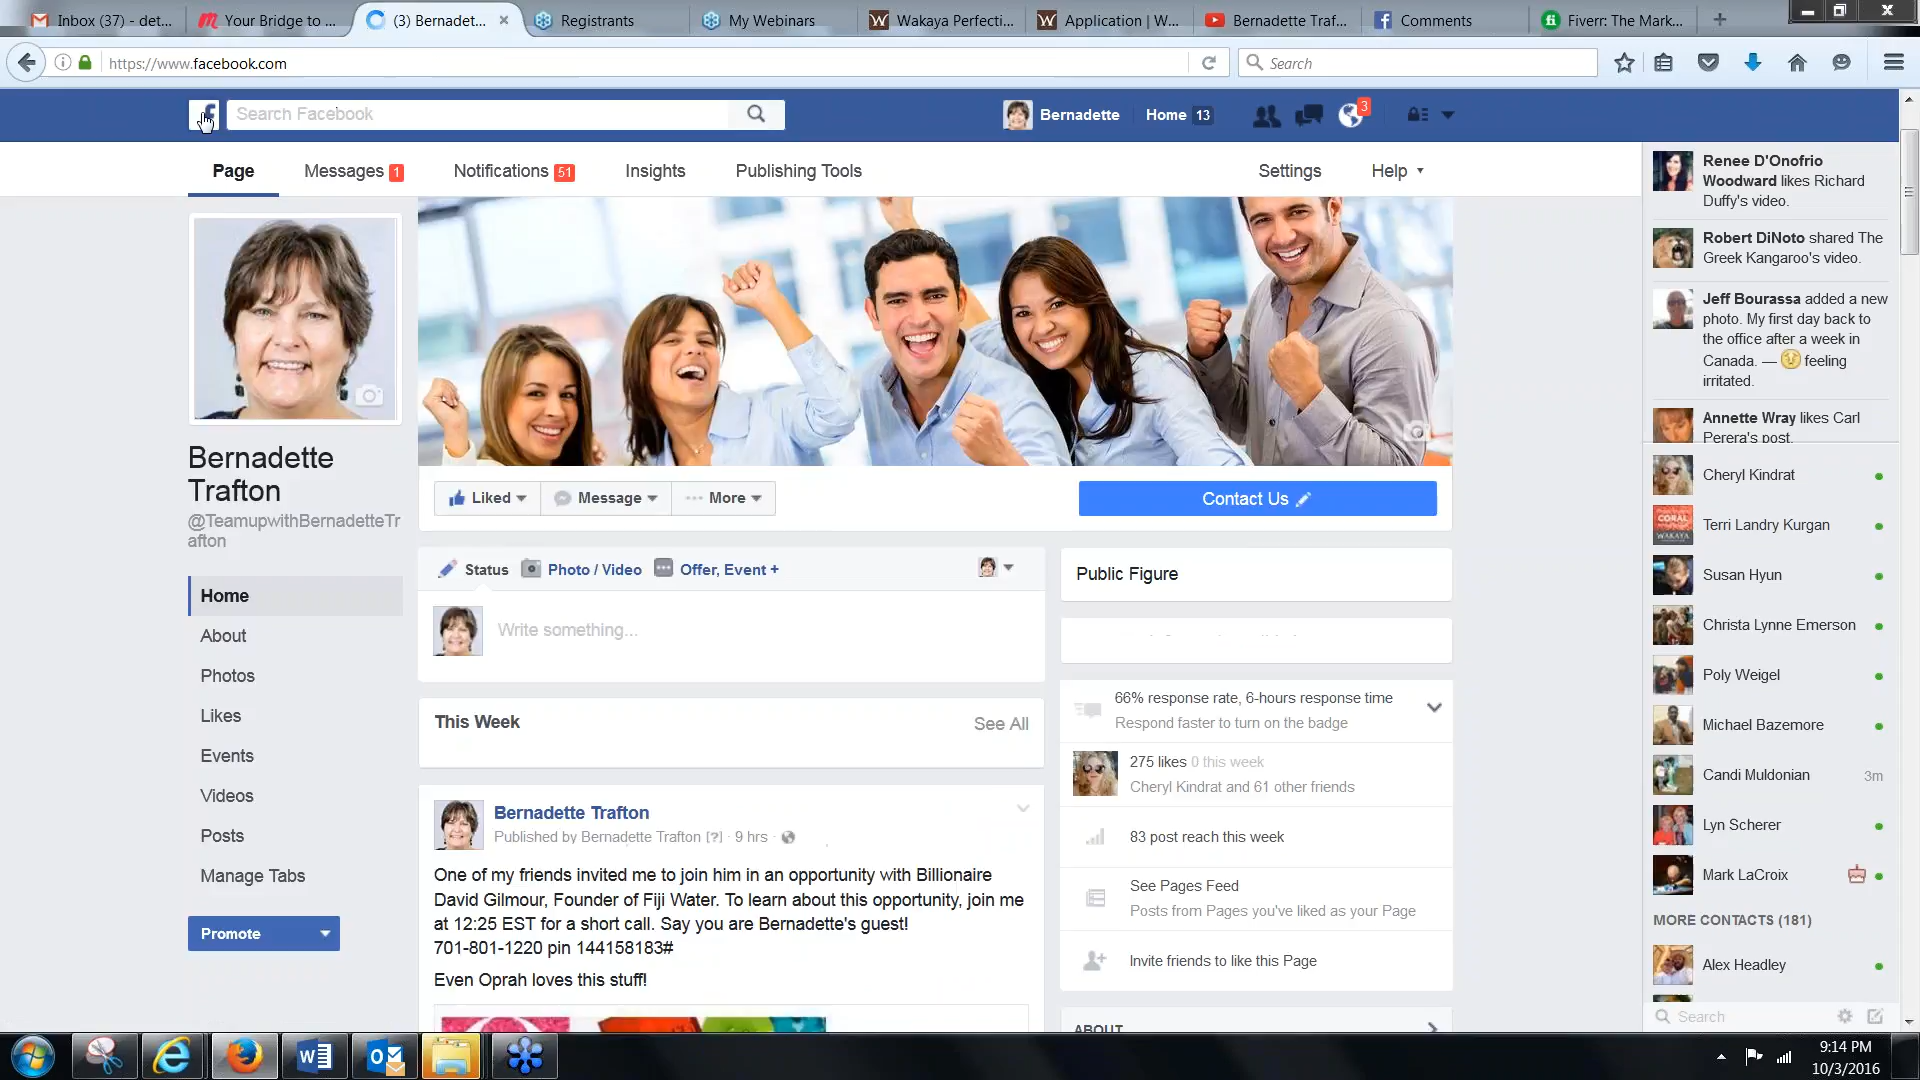 Inbox (37) - det...
Your Bridge to ...
(3) Bernadet...
Registrants
My Webinars
Wakaya Perfecti...
Application | W...
Bernadette Traf...
Comments
Fiverr: The Mark...
https://www.facebook.com
Search
Search Facebook
Bernadette
Home 13
3
Page
Messages 1
Notifications 51
Insights
Publishing Tools
Settings
Help
Bernadette
Trafton
@TeamupwithBernadetteTr
afton
Home
About
Photos
Likes
Events
Videos
Posts
Manage Tabs
Promote
Liked
Message
More
Contact Us
Status
Photo / Video
Offer, Event +
Write something...
This Week
See All
Bernadette Trafton
Published by Bernadette Trafton [?] · 9 hrs ·
One of my friends invited me to join him in an opportunity with Billionaire
David Gilmour, Founder of Fiji Water. To learn about this opportunity, join me
at 12:25 EST for a short call. Say you are Bernadette's guest!
701-801-1220 pin 144158183#
Even Oprah loves this stuff!
Public Figure
66% response rate, 6-hours response time
Respond faster to turn on the badge
275 likes 0 this week
Cheryl Kindrat and 61 other friends
83 post reach this week
See Pages Feed
Posts from Pages you've liked as your Page
Invite friends to like this Page
ABOUT
Renee D'Onofrio
Woodward likes Richard
Duffy's video.
Robert DiNoto shared The
Greek Kangaroo's video.
Jeff Bourassa added a new
photo. My first day back to
the office after a week in
Canada. — feeling
irritated.
Annette Wray likes Carl
Perera's post.
Cheryl Kindrat
Terri Landry Kurgan
Susan Hyun
Christa Lynne Emerson
Poly Weigel
Michael Bazemore
Candi Muldonian 3m
Lyn Scherer
Mark LaCroix
MORE CONTACTS (181)
Alex Headley
Search
9:14 PM
10/3/2016